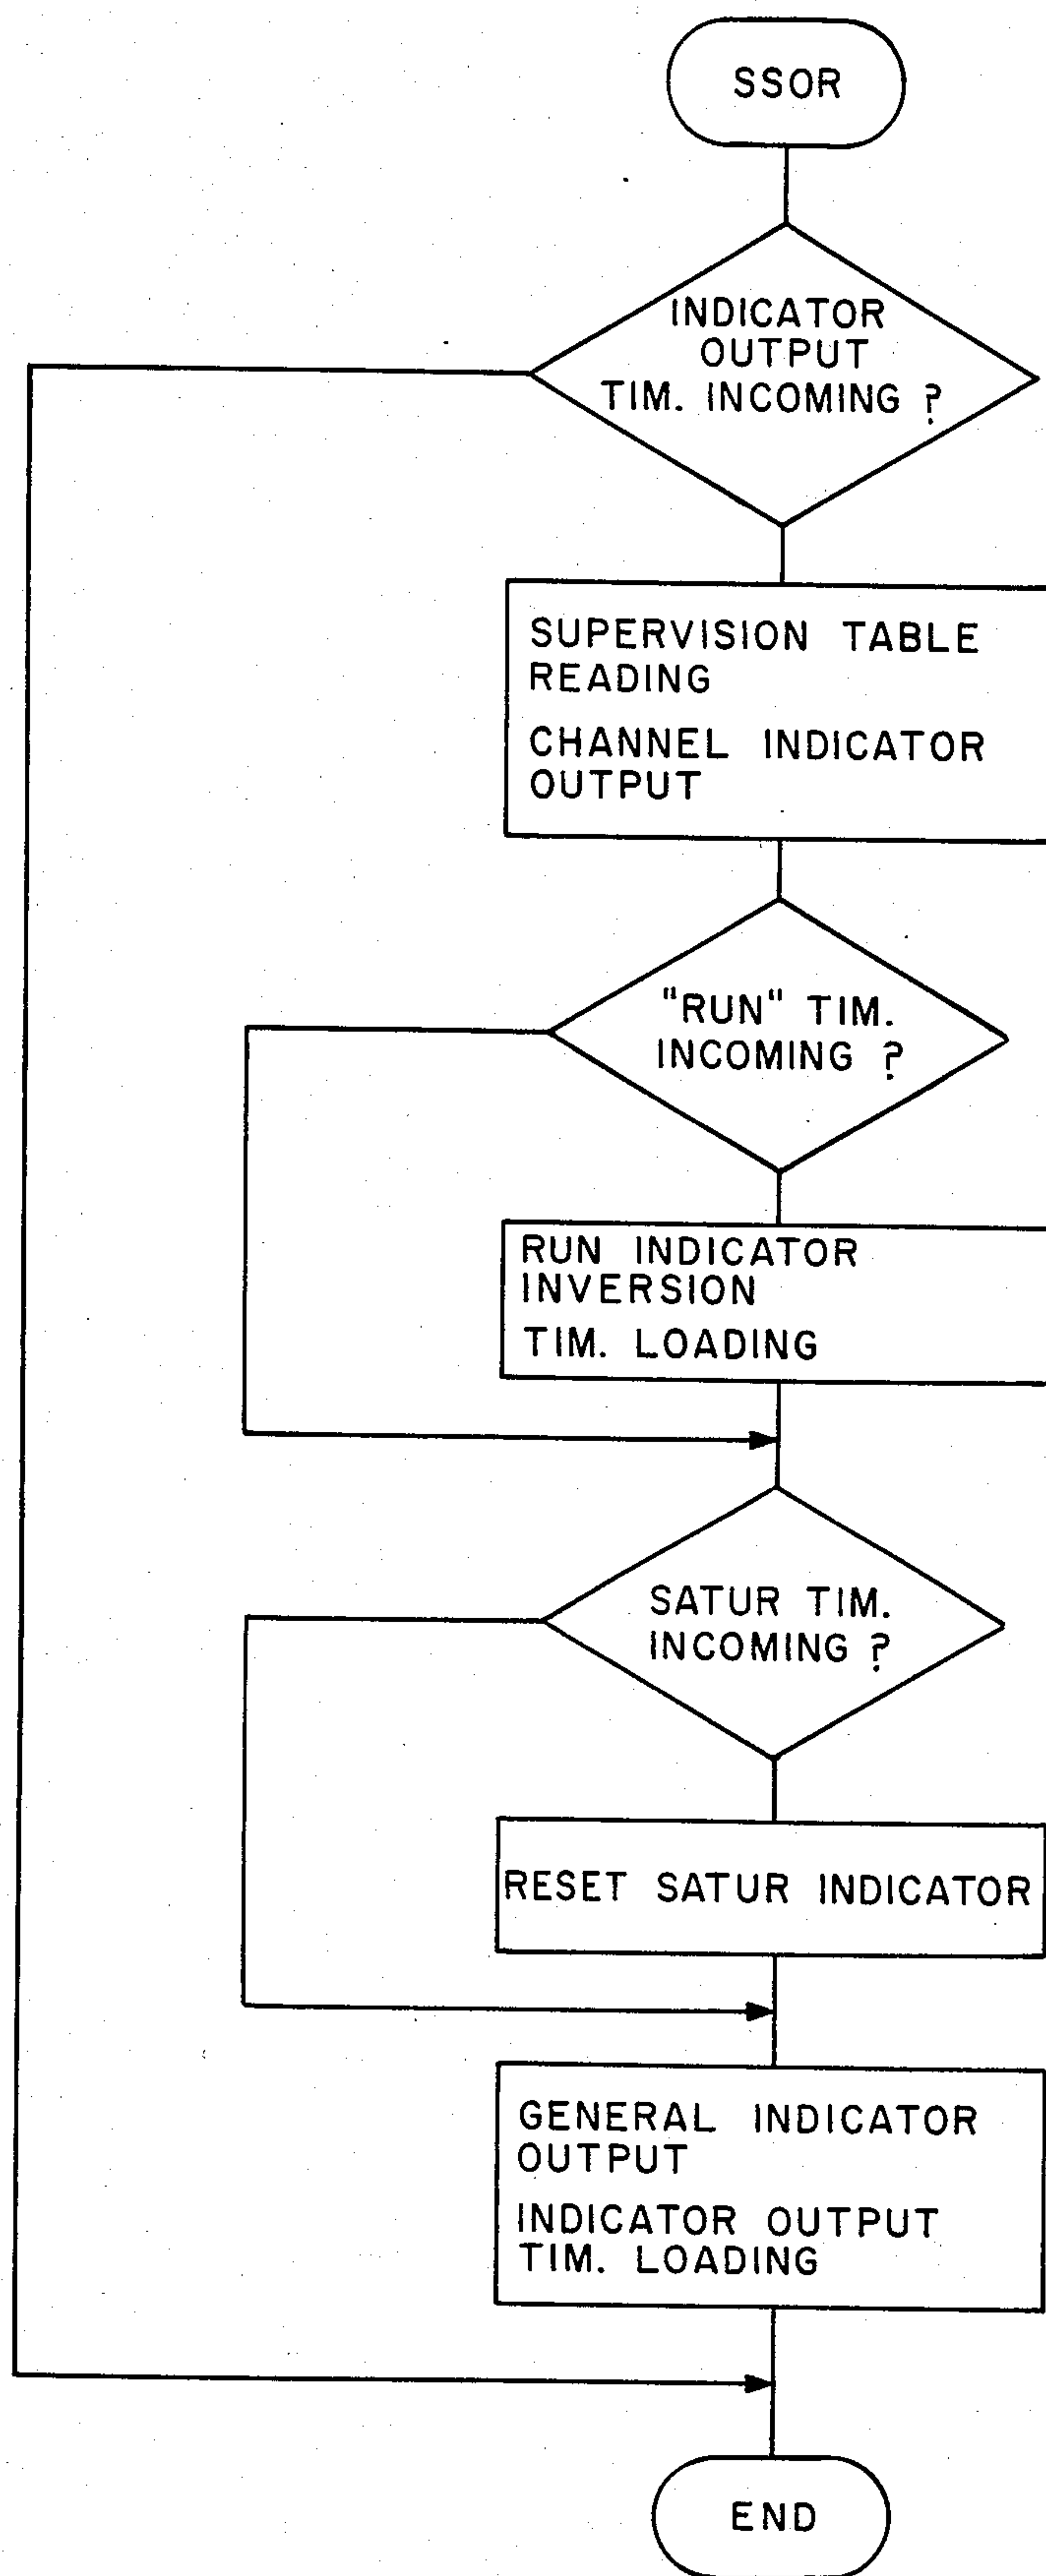 SSOR
INDICATOR
OUTPUT
TIM. INCOMING ?
SUPERVISION TABLE
READING
CHANNEL INDICATOR
OUTPUT
"RUN" TIM.
INCOMING ?
RUN INDICATOR
INVERSION
TIM. LOADING
SATUR TIM.
INCOMING ?
RESET SATUR INDICATOR
GENERAL INDICATOR
OUTPUT
INDICATOR OUTPUT
TIM. LOADING
END